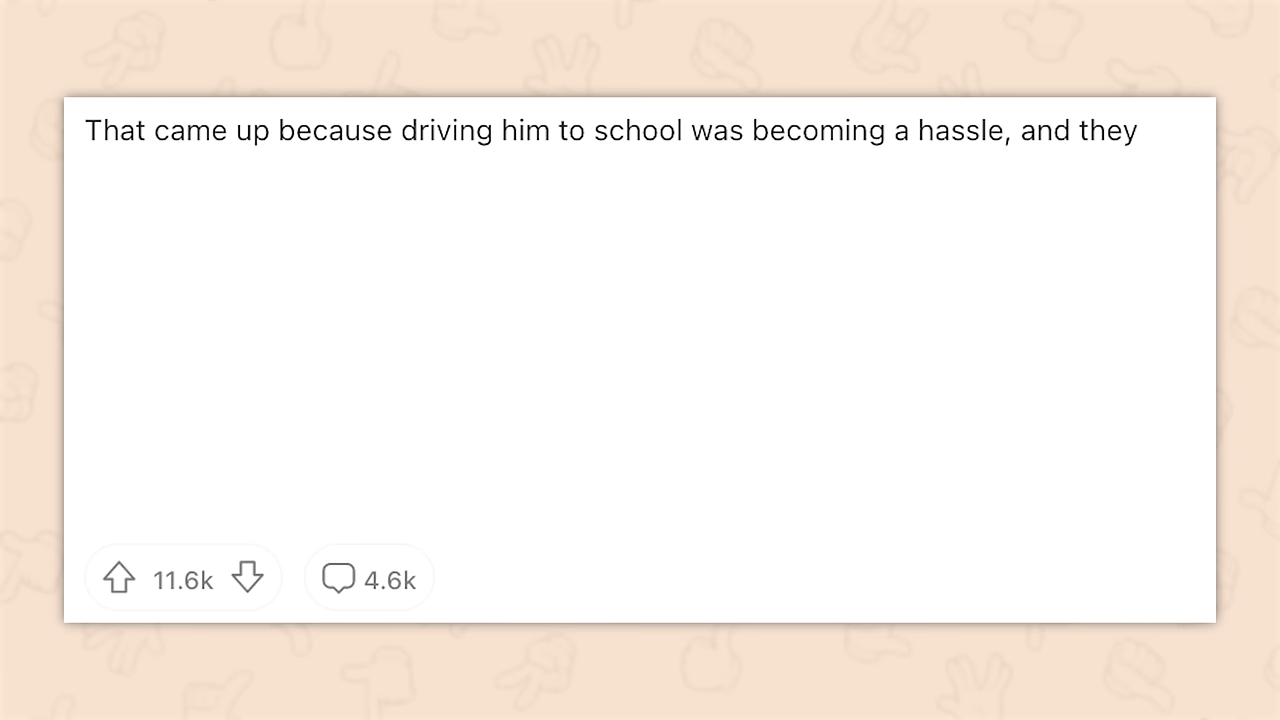 That came up because driving him to school was becoming a hassle, and they
11.6k 4.6k